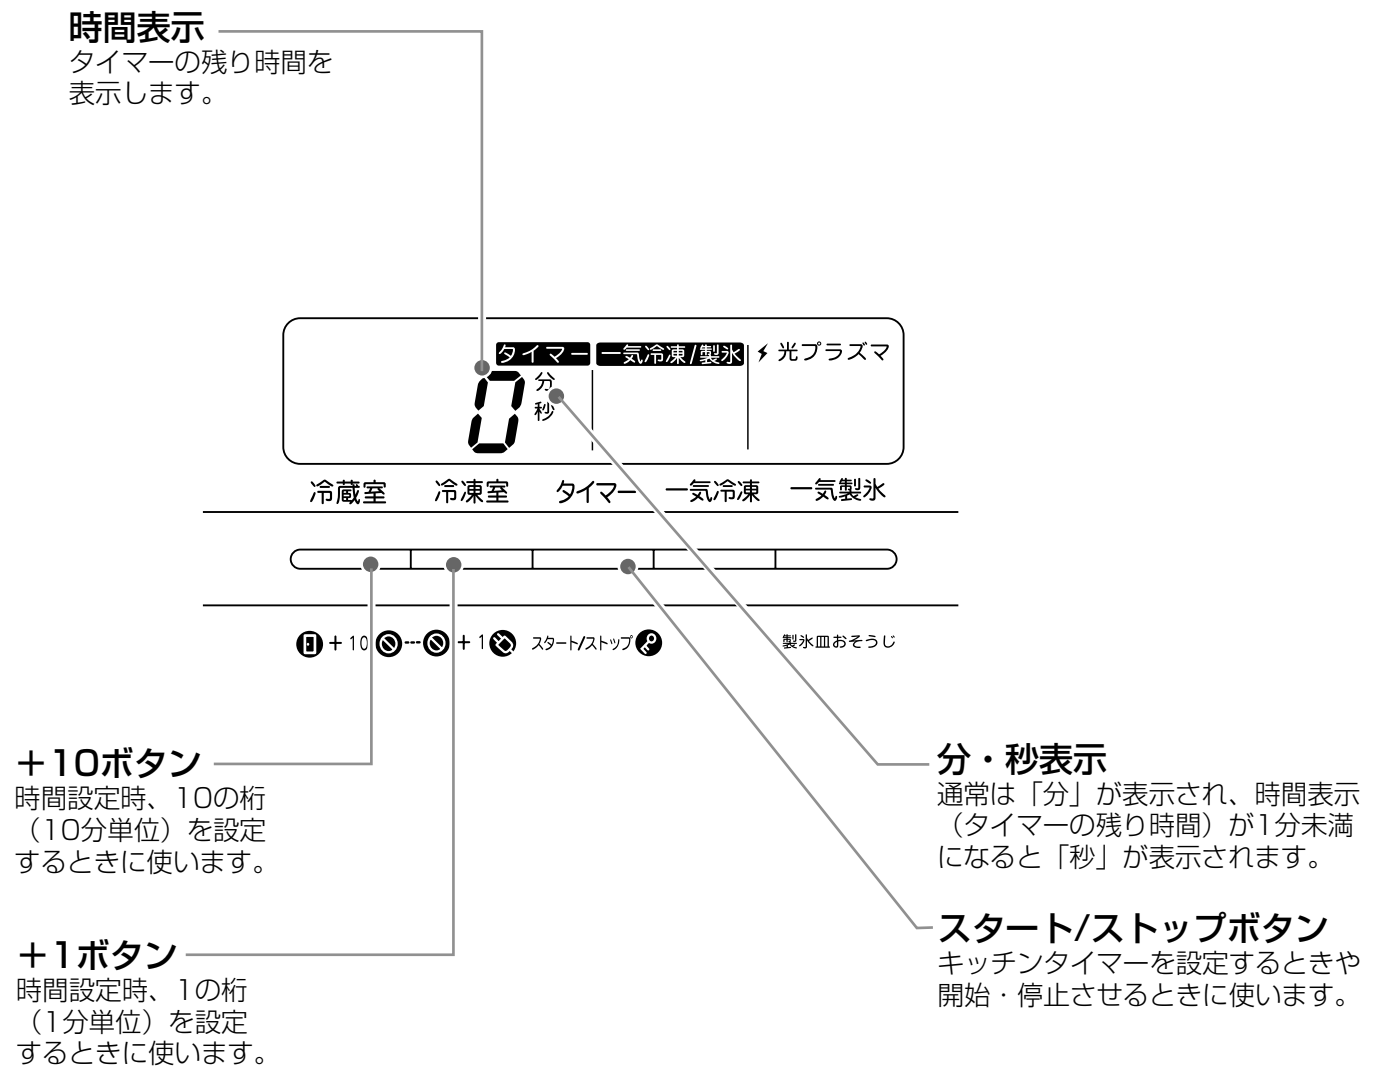 時間表示
タイマーの残り時間を
表示します。
タイマー 一気冷凍/製氷 光プラズマ
0 分
秒
冷蔵室 冷凍室 タイマー 一気冷凍 一気製氷
+10 --- +1 スタート/ストップ 製氷皿おそうじ
＋10ボタン
時間設定時、10の桁
（10分単位）を設定
するときに使います。
＋1ボタン
時間設定時、1の桁
（1分単位）を設定
するときに使います。
分・秒表示
通常は「分」が表示され、時間表示
（タイマーの残り時間）が1分未満
になると「秒」が表示されます。
スタート/ストップボタン
キッチンタイマーを設定するときや
開始・停止させるときに使います。